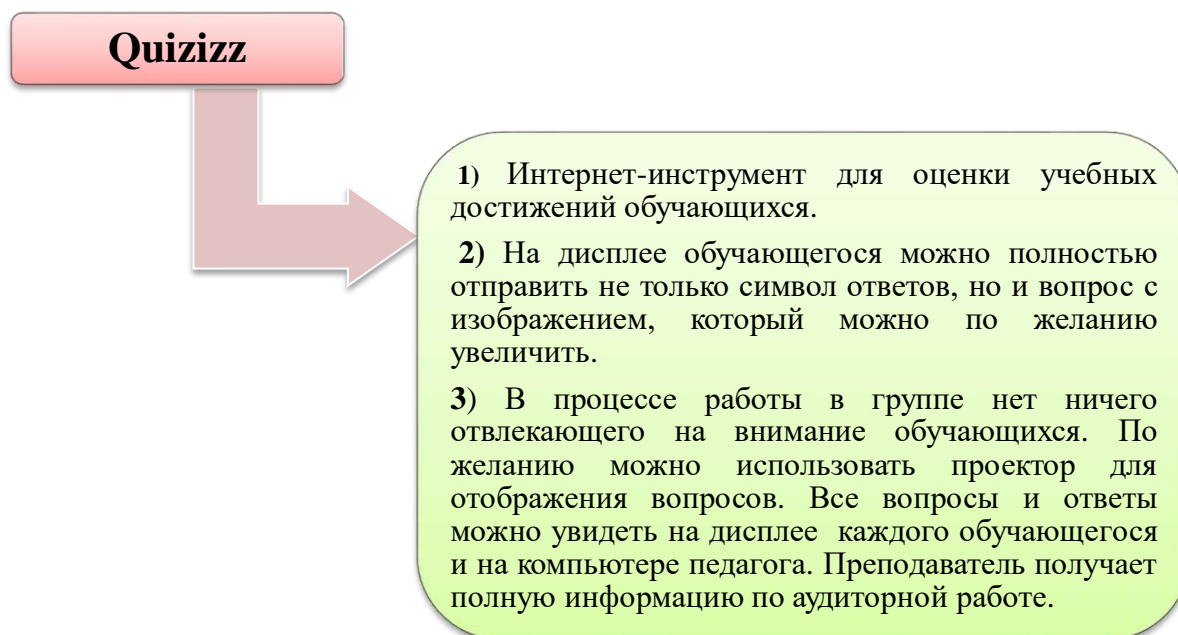 Quizizz
1) Интернет-инструмент для оценки учебных
достижений обучающихся.
2) На дисплее обучающегося можно полностью
отправить не только символ ответов, но и вопрос с
изображением, который можно по желанию
увеличить.
3) В процессе работы в группе нет ничего
отвлекающего на внимание обучающихся. По
желанию можно использовать проектор для
отображения вопросов. Все вопросы и ответы
можно увидеть на дисплее каждого обучающегося
и на компьютере педагога. Преподаватель получает
полную информацию по аудиторной работе.